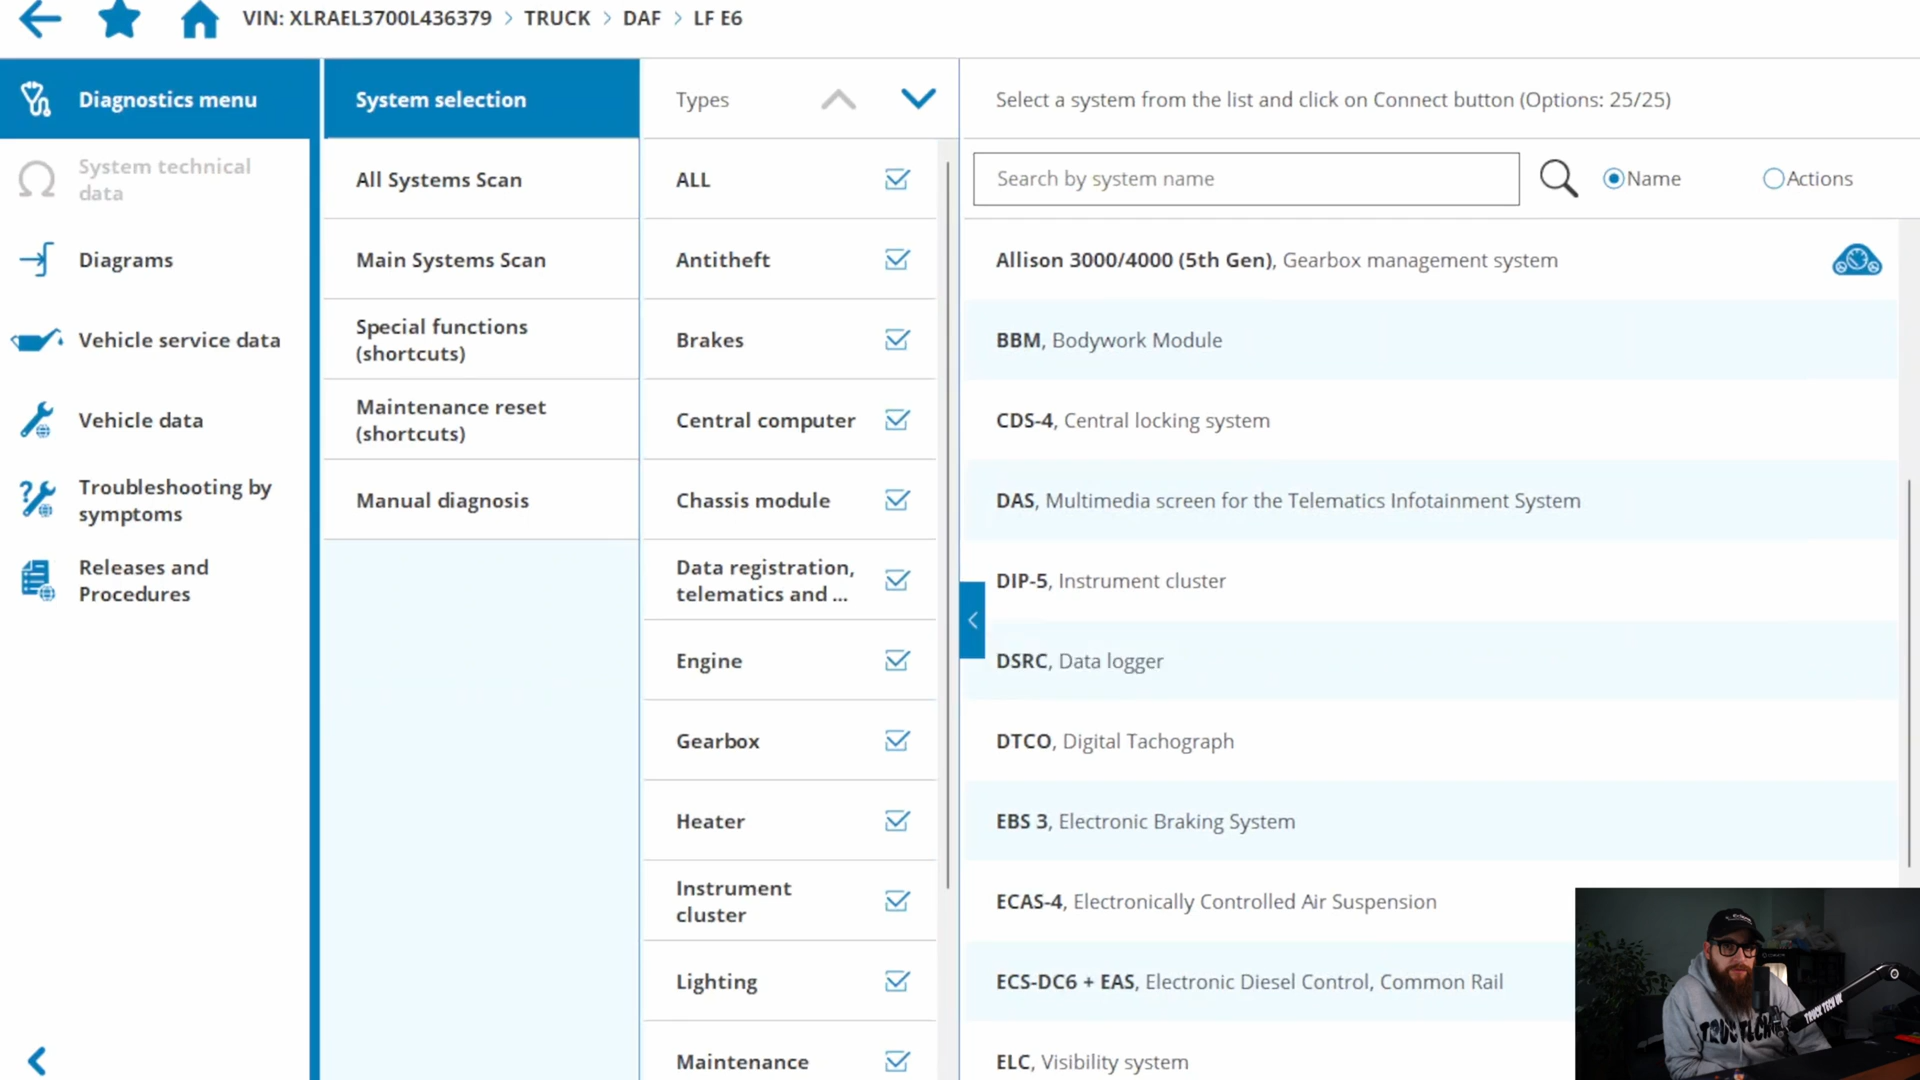 VIN: XLRAEL3700L436379 > TRUCK > DAF > LF E6
Diagnostics menu
System technical
data
Diagrams
Vehicle service data
Vehicle data
Troubleshooting by
symptoms
Releases and
Procedures
System selection
All Systems Scan
Main Systems Scan
Special functions
(shortcuts)
Maintenance reset
(shortcuts)
Manual diagnosis
Types
ALL
Antitheft
Brakes
Central computer
Chassis module
Data registration,
telematics and ...
Engine
Gearbox
Heater
Instrument
cluster
Lighting
Maintenance
Select a system from the list and click on Connect button (Options: 25/25)
Search by system name
Name
Actions
Allison 3000/4000 (5th Gen), Gearbox management system
BBM, Bodywork Module
CDS-4, Central locking system
DAS, Multimedia screen for the Telematics Infotainment System
DIP-5, Instrument cluster
DSRC, Data logger
DTCO, Digital Tachograph
EBS 3, Electronic Braking System
ECAS-4, Electronically Controlled Air Suspension
ECS-DC6 + EAS, Electronic Diesel Control, Common Rail
ELC, Visibility system
TRUCK TECH UK